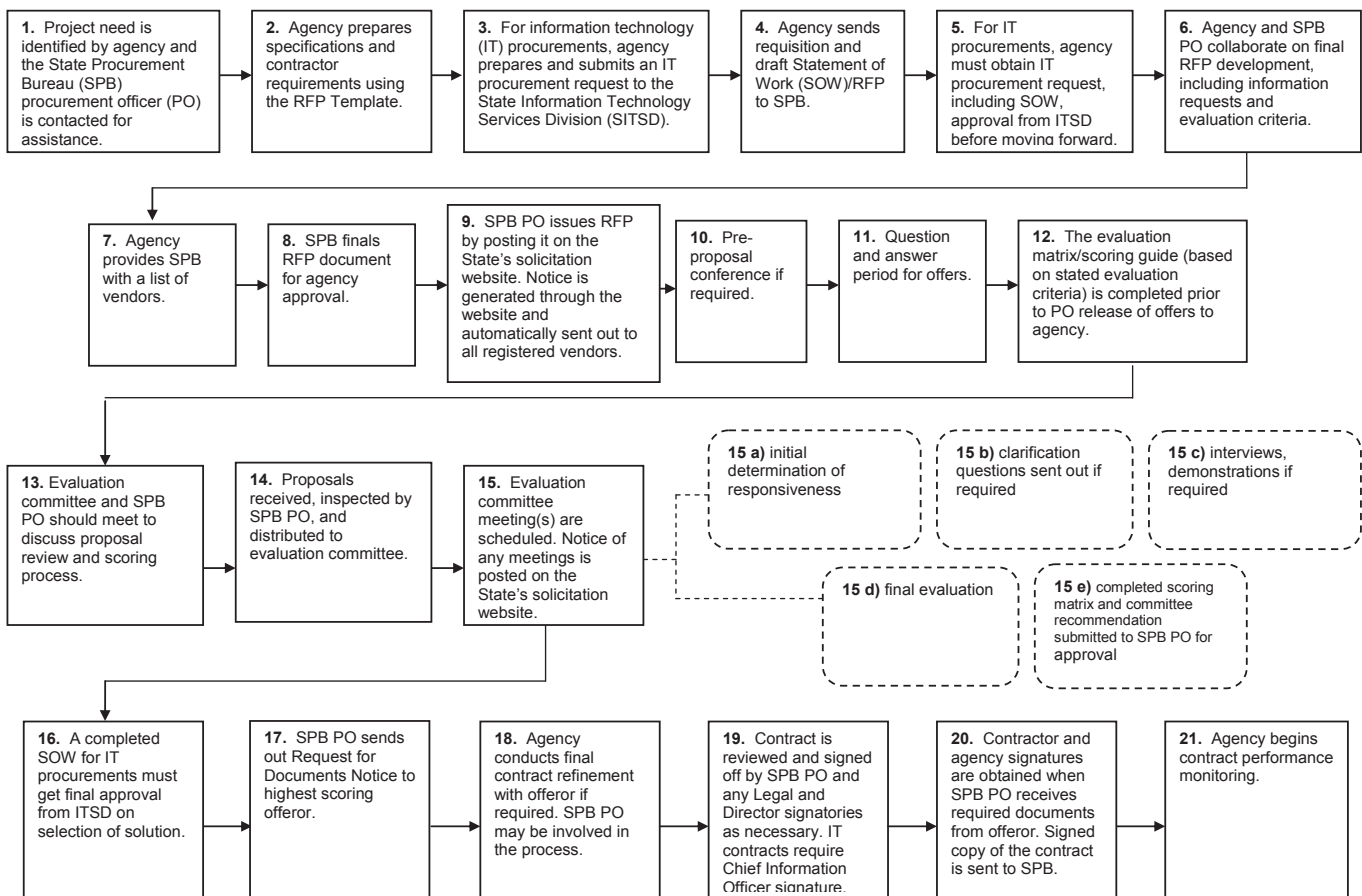 1. Project need is
identified by agency and
the State Procurement
Bureau (SPB)
procurement officer (PO)
is contacted for
assistance.
2. Agency prepares
specifications and
contractor
requirements using
the RFP Template.
3. For information technology
(IT) procurements, agency
prepares and submits an IT
procurement request to the
State Information Technology
Services Division (SITSD).
4. Agency sends
requisition and
draft Statement of
Work (SOW)/RFP
to SPB.
5. For IT
procurements, agency
must obtain IT
procurement request,
including SOW,
approval from ITSD
before moving forward.
6. Agency and SPB
PO collaborate on final
RFP development,
including information
requests and
evaluation criteria.
7. Agency
provides SPB
with a list of
vendors.
8. SPB finals
RFP document
for agency
approval.
9. SPB PO issues RFP
by posting it on the
State's solicitation
website. Notice is
generated through the
website and
automatically sent out to
all registered vendors.
10. Pre-
proposal
conference if
required.
11. Question
and answer
period for offers.
12. The evaluation
matrix/scoring guide (based
on stated evaluation
criteria) is completed prior
to PO release of offers to
agency.
13. Evaluation
committee and SPB
PO should meet to
discuss proposal
review and scoring
process.
14. Proposals
received, inspected by
SPB PO, and
distributed to
evaluation committee.
15. Evaluation
committee
meeting(s) are
scheduled. Notice of
any meetings is
posted on the
State's solicitation
website.
15 a) initial
determination of
responsiveness
15 b) clarification
questions sent out if
required
15 c) interviews,
demonstrations if
required
15 d) final evaluation
15 e) completed scoring
matrix and committee
recommendation
submitted to SPB PO for
approval
16. A completed
SOW for IT
procurements must
get final approval
from ITSD on
selection of solution.
17. SPB PO sends
out Request for
Documents Notice to
highest scoring
offeror.
18. Agency
conducts final
contract refinement
with offeror if
required. SPB PO
may be involved in
the process.
19. Contract is
reviewed and signed
off by SPB PO and
any Legal and
Director signatories
as necessary. IT
contracts require
Chief Information
Officer signature.
20. Contractor and
agency signatures
are obtained when
SPB PO receives
required documents
from offeror. Signed
copy of the contract
is sent to SPB.
21. Agency begins
contract performance
monitoring.